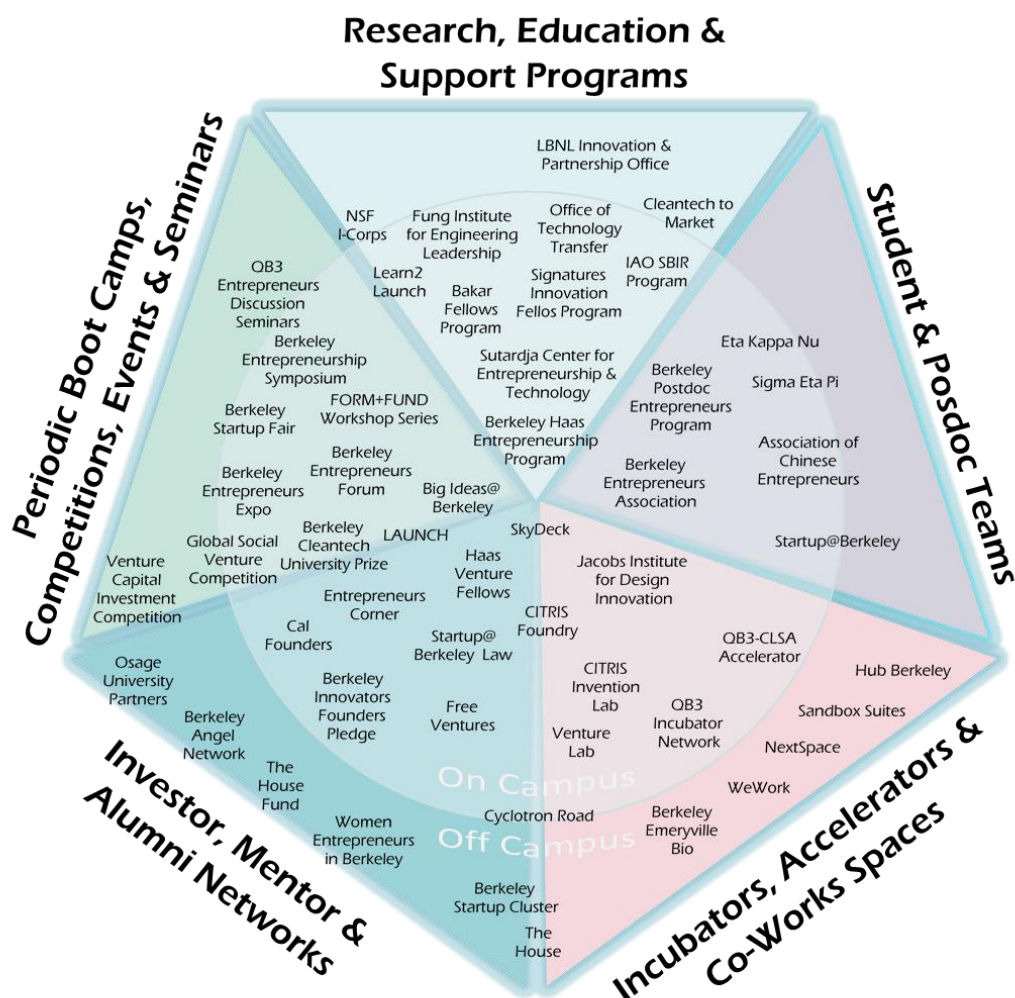 Research, Education &
Support Programs
Periodic Boot Camps,
Competitions, Events & Seminars
Student & Posdoc Teams
Investor, Mentor &
Alumni Networks
Incubators, Accelerators &
Co-Works Spaces
LBNL Innovation &
Partnership Office
Cleantech to
Market
NSF
I-Corps
Fung Institute
for Engineering
Leadership
Office of
Technology
Transfer
IAO SBIR
Program
Learn2
Launch
Bakar
Fellows
Program
Signatures
Innovation
Fellos Program
Sutardja Center for
Entrepreneurship &
Technology
Berkeley Haas
Entrepreneurship
Program
QB3
Entrepreneurs
Discussion
Seminars
Berkeley
Entrepreneurship
Symposium
Berkeley
Startup Fair
FORM+FUND
Workshop Series
Berkeley
Entrepreneurs
Forum
Berkeley
Entrepreneurs
Expo
Big Ideas@
Berkeley
Berkeley
Cleantech
University Prize
LAUNCH
Global Social
Venture
Competition
Venture
Capital
Investment
Competition
Eta Kappa Nu
Sigma Eta Pi
Berkeley
Postdoc
Entrepreneurs
Program
Association of
Chinese
Entrepreneurs
Berkeley
Entrepreneurs
Association
Startup@Berkeley
SkyDeck
Haas
Venture
Fellows
Entrepreneurs
Corner
Cal
Founders
Startup@
Berkeley Law
Berkeley
Innovators
Founders
Pledge
Free
Ventures
Osage
University
Partners
Berkeley
Angel
Network
The
House
Fund
Women
Entrepreneurs
in Berkeley
Jacobs Institute
for Design
Innovation
CITRIS
Foundry
QB3-CLSA
Accelerator
CITRIS
Invention
Lab
QB3
Incubator
Network
Venture
Lab
Hub Berkeley
Sandbox Suites
NextSpace
WeWork
Berkeley
Emeryville
Bio
On Campus
Cyclotron Road
Off Campus
Berkeley
Startup Cluster
The
House